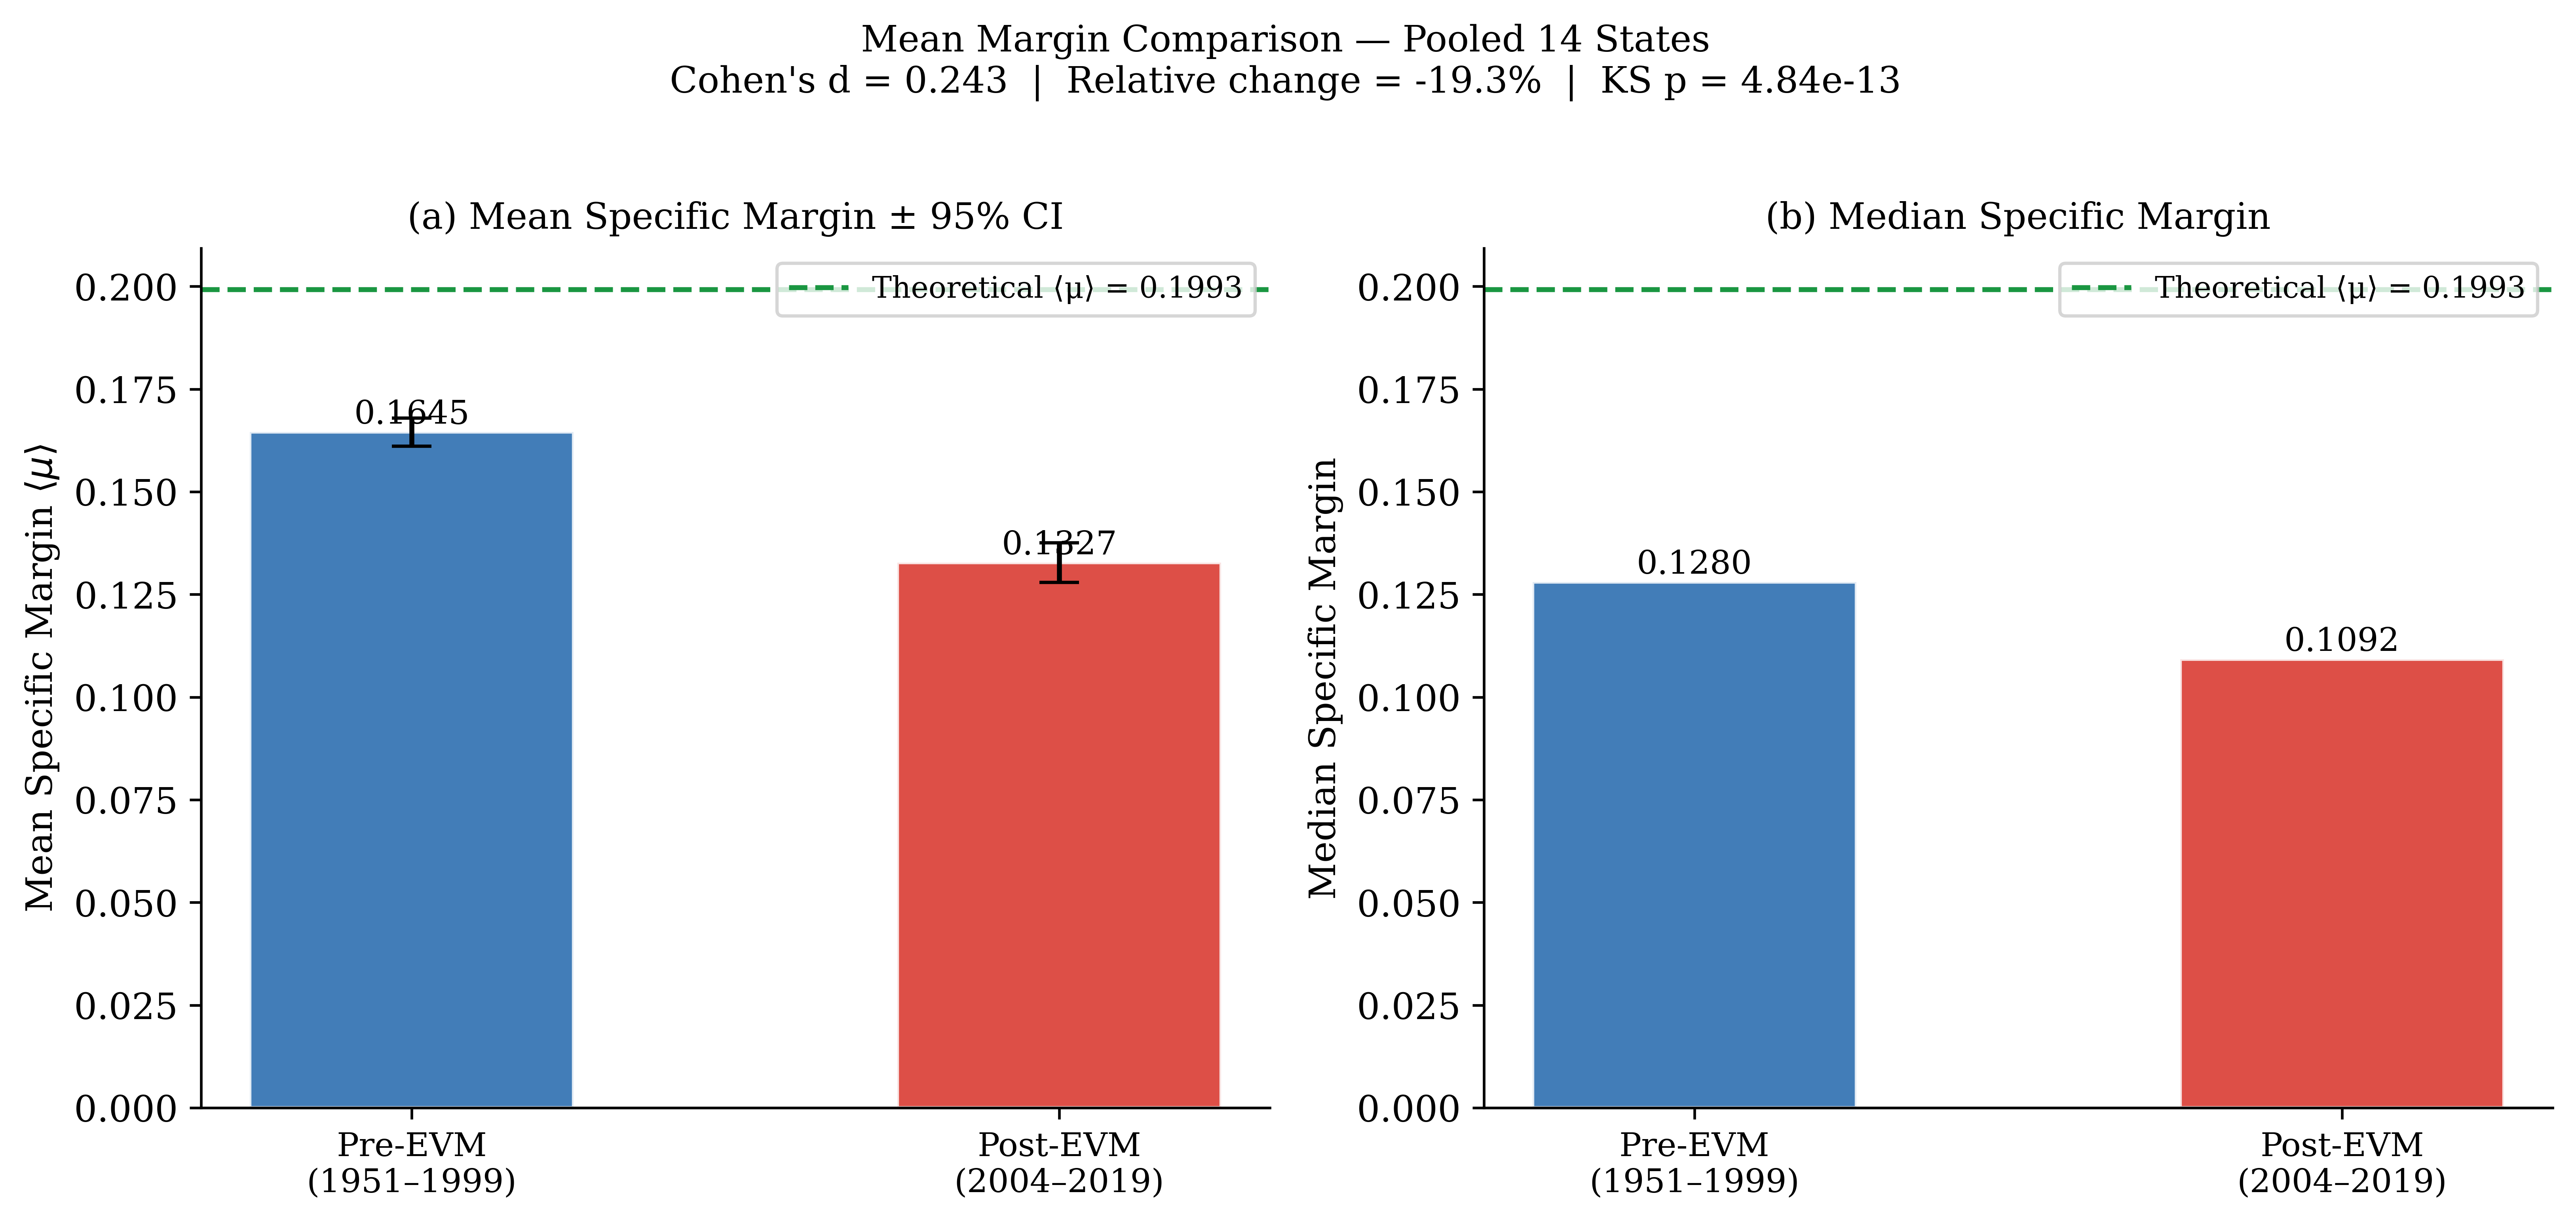 Mean Margin Comparison — Pooled 14 States
Cohen's d = 0.243 | Relative change = -19.3% | KS p = 4.84e-13
(a) Mean Specific Margin ± 95% CI
Mean Specific Margin ⟨μ⟩
0.200
0.175
0.150
0.125
0.100
0.075
0.050
0.025
0.000
Theoretical ⟨μ⟩ = 0.1993
0.1645
0.1327
Pre-EVM
(1951–1999)
Post-EVM
(2004–2019)
(b) Median Specific Margin
Median Specific Margin
0.200
0.175
0.150
0.125
0.100
0.075
0.050
0.025
0.000
Theoretical ⟨μ⟩ = 0.1993
0.1280
0.1092
Pre-EVM
(1951–1999)
Post-EVM
(2004–2019)